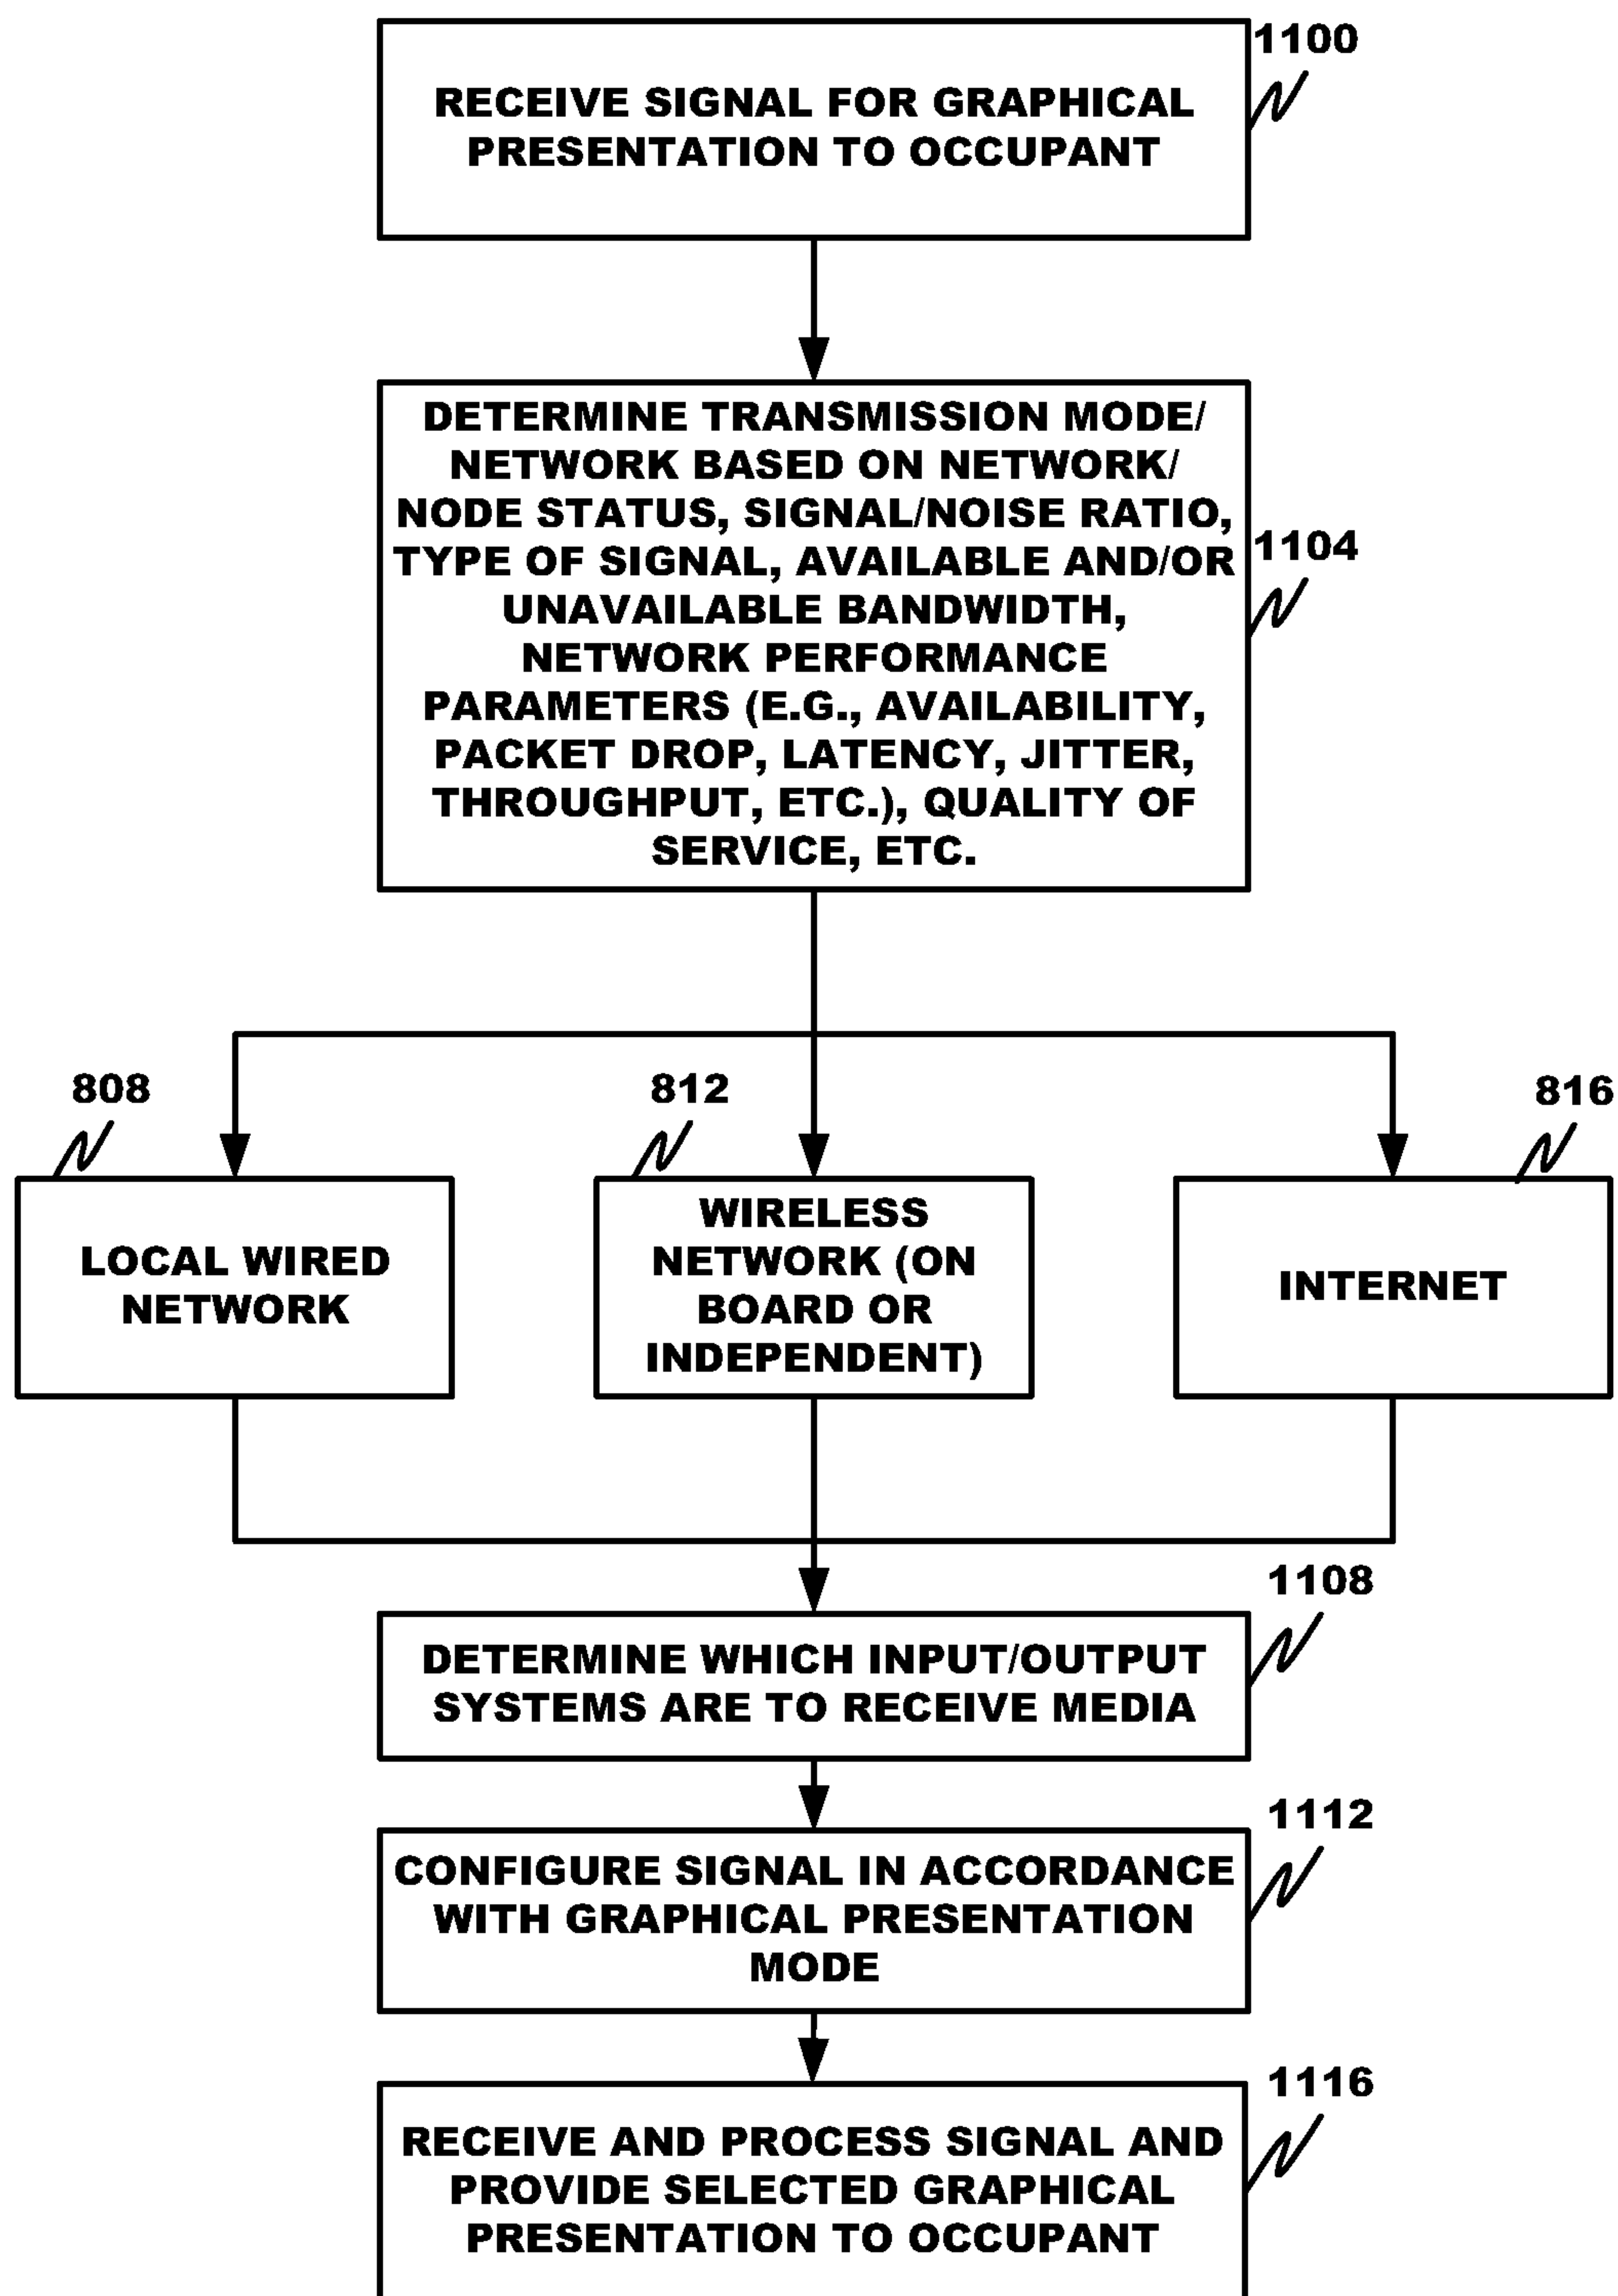 1100
RECEIVE SIGNAL FOR GRAPHICAL
PRESENTATION TO OCCUPANT
DETERMINE TRANSMISSION MODE/
NETWORK BASED ON NETWORK/
NODE STATUS, SIGNAL/NOISE RATIO,
TYPE OF SIGNAL, AVAILABLE AND/OR
UNAVAILABLE BANDWIDTH,
NETWORK PERFORMANCE
PARAMETERS (E.G., AVAILABILITY,
PACKET DROP, LATENCY, JITTER,
THROUGHPUT, ETC.), QUALITY OF
SERVICE, ETC.
1104
808
LOCAL WIRED
NETWORK
812
WIRELESS
NETWORK (ON
BOARD OR
INDEPENDENT)
816
INTERNET
1108
DETERMINE WHICH INPUT/OUTPUT
SYSTEMS ARE TO RECEIVE MEDIA
1112
CONFIGURE SIGNAL IN ACCORDANCE
WITH GRAPHICAL PRESENTATION
MODE
1116
RECEIVE AND PROCESS SIGNAL AND
PROVIDE SELECTED GRAPHICAL
PRESENTATION TO OCCUPANT